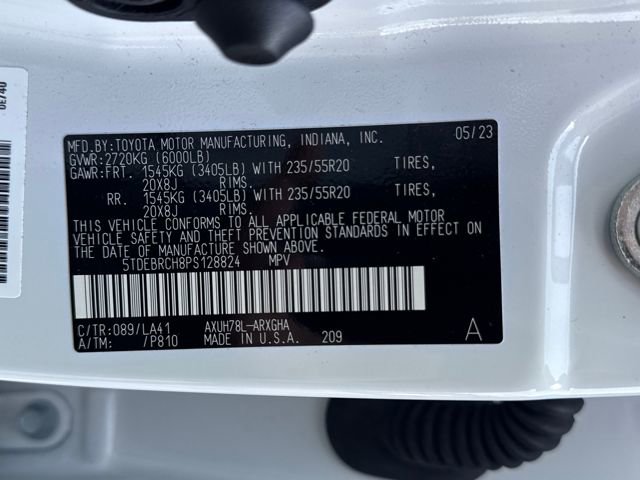 0E740
MFD.BY:TOYOTA MOTOR MANUFACTURING, INDIANA, INC. 05/23
GVWR:2720KG (6000LB)
GAWR:FRT. 1545KG (3405LB) WITH 235/55R20 TIRES,
20X8J RIMS.
RR. 1545KG (3405LB) WITH 235/55R20 TIRES,
20X8J RIMS.
THIS VEHICLE CONFORMS TO ALL APPLICABLE FEDERAL MOTOR
VEHICLE SAFETY AND THEFT PREVENTION STANDARDS IN EFFECT ON
THE DATE OF MANUFACTURE SHOWN ABOVE.
5TDEBRCH8PS128824 MPV
C/TR:089/LA41 AXUH78L-ARXGHA
A/TM: /P810 MADE IN U.S.A. 209 A